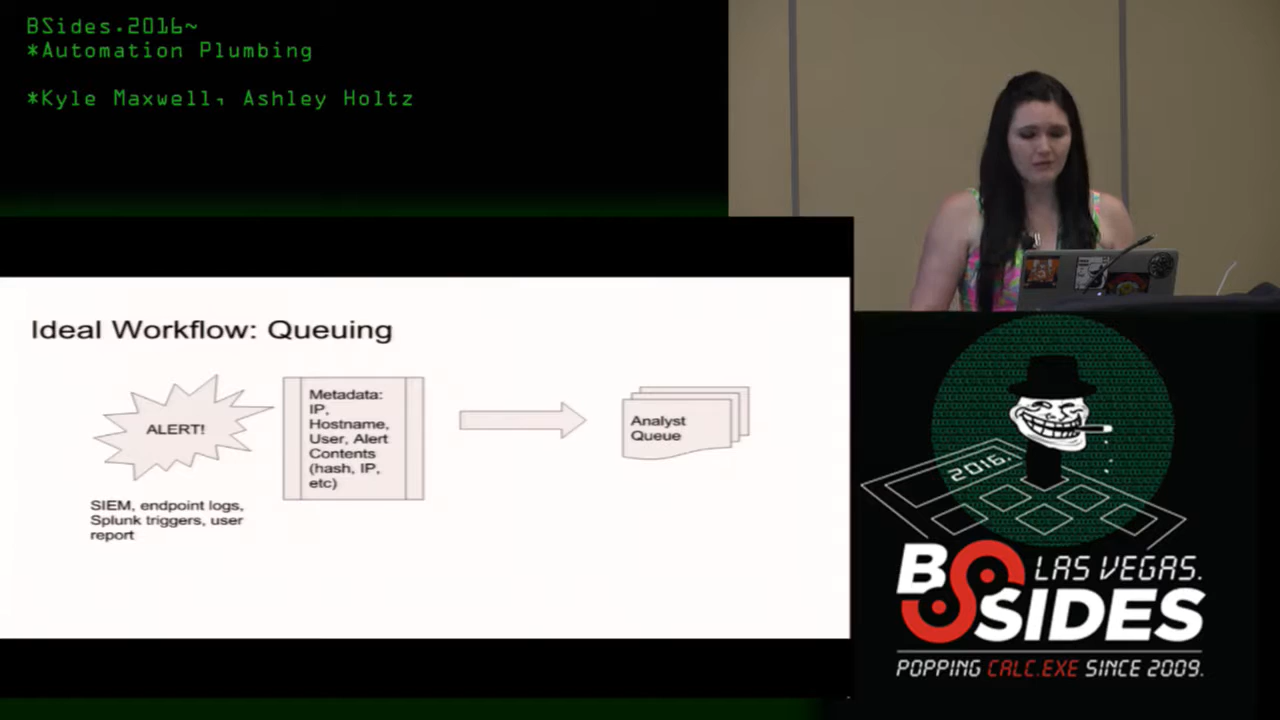 BSides.2016~
*Automation Plumbing
*Kyle Maxwell, Ashley Holtz
Ideal Workflow: Queuing
ALERT!
SIEM, endpoint logs,
Splunk triggers, user
report
Metadata:
IP,
Hostname,
User, Alert
Contents
(hash, IP,
etc)
Analyst
Queue
2016.
BSIDES
LAS VEGAS.
POPPING CALC.EXE SINCE 2009.